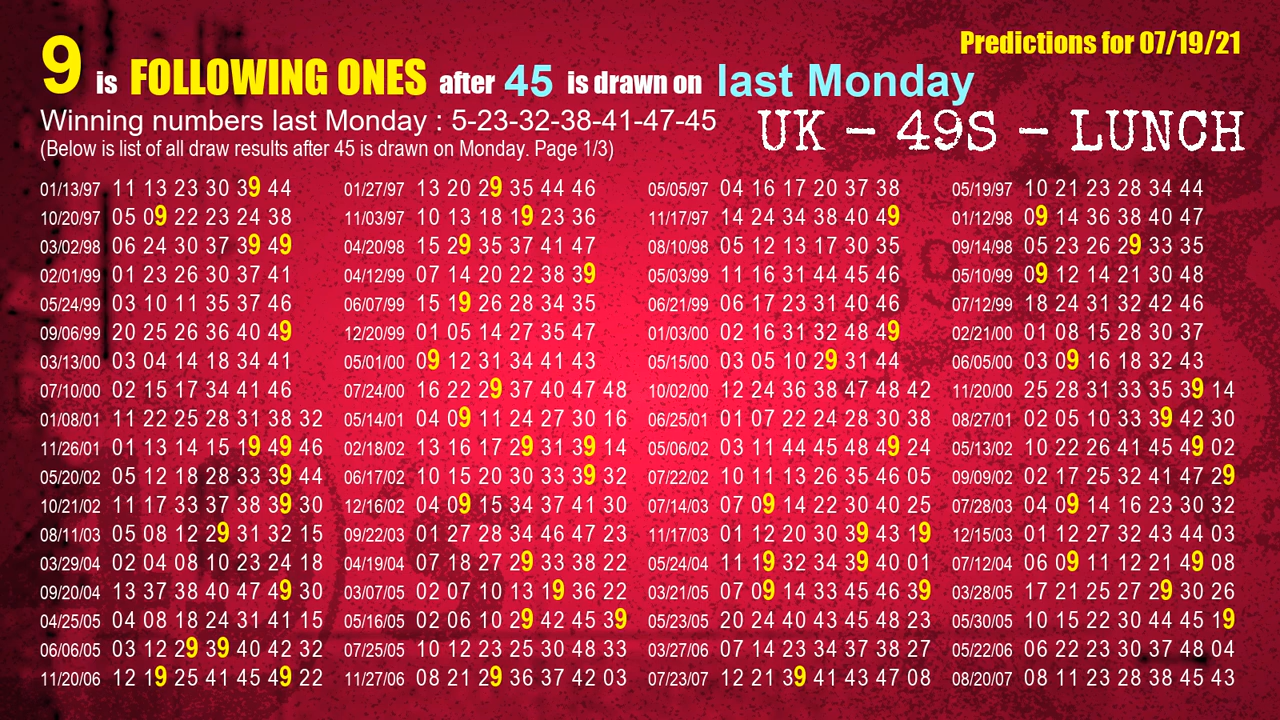 Predictions for 07/19/21
9 is FOLLOWING ONES after 45 is drawn on last Monday
Winning numbers last Monday : 5-23-32-38-41-47-45
UK - 49S - LUNCH
(Below is list of all draw results after 45 is drawn on Monday. Page 1/3)
01/13/97 11 13 23 30 39 44 01/27/97 13 20 29 35 44 46 05/05/97 04 16 17 20 37 38 05/19/97 10 21 23 28 34 44
10/20/97 05 09 22 23 24 38 11/03/97 10 13 18 19 23 36 11/17/97 14 24 34 38 40 49 01/12/98 09 14 36 38 40 47
03/02/98 06 24 30 37 39 49 04/20/98 15 29 35 37 41 47 08/10/98 05 12 13 17 30 35 09/14/98 05 23 26 29 33 35
02/01/99 01 23 26 30 37 41 04/12/99 07 14 20 22 38 39 05/03/99 11 16 31 44 45 46 05/10/99 09 12 14 21 30 48
05/24/99 03 10 11 35 37 46 06/07/99 15 19 26 28 34 35 06/21/99 06 17 23 31 40 46 07/12/99 18 24 31 32 42 46
09/06/99 20 25 26 36 40 49 12/20/99 01 05 14 27 35 47 01/03/00 02 16 31 32 48 49 02/21/00 01 08 15 28 30 37
03/13/00 03 04 14 18 34 41 05/01/00 09 12 31 34 41 43 05/15/00 03 05 10 29 31 44 06/05/00 03 09 16 18 32 43
07/10/00 02 15 17 34 41 46 07/24/00 16 22 29 37 40 47 48 10/02/00 12 24 36 38 47 48 42 11/20/00 25 28 31 33 35 39 14
01/08/01 11 22 25 28 31 38 32 05/14/01 04 09 11 24 27 30 16 06/25/01 01 07 22 24 28 30 38 08/27/01 02 05 10 33 39 42 30
11/26/01 01 13 14 15 19 49 46 02/18/02 13 16 17 29 31 39 14 05/06/02 03 11 44 45 48 49 24 05/13/02 10 22 26 41 45 49 02
05/20/02 05 12 18 28 33 39 44 06/17/02 10 15 20 30 33 39 32 07/22/02 10 11 13 26 35 46 05 09/09/02 02 17 25 32 41 47 29
10/21/02 11 17 33 37 38 39 30 12/16/02 04 09 15 34 37 41 30 07/14/03 07 09 14 22 30 40 25 07/28/03 04 09 14 16 23 30 32
08/11/03 05 08 12 29 31 32 15 09/22/03 01 27 28 34 46 47 23 11/17/03 01 12 20 30 39 43 19 12/15/03 01 12 27 32 43 44 03
03/29/04 02 04 08 10 23 24 18 04/19/04 07 18 27 29 33 38 22 05/24/04 11 19 32 34 39 40 01 07/12/04 06 09 11 12 21 49 08
09/20/04 13 37 38 40 47 49 30 03/07/05 02 07 10 13 19 36 22 03/21/05 07 09 14 33 45 46 39 03/28/05 17 21 25 27 29 30 26
04/25/05 04 08 18 24 31 41 15 05/16/05 02 06 10 29 42 45 39 05/23/05 20 24 40 43 45 48 23 05/30/05 10 15 22 30 44 45 19
06/06/05 03 12 29 39 40 42 32 07/25/05 10 12 23 25 30 48 33 03/27/06 07 14 23 34 37 38 27 05/22/06 06 22 30 37 48 04
11/20/06 12 19 25 41 45 49 22 11/27/06 08 21 29 36 37 42 03 07/23/07 12 21 39 41 43 47 08 08/20/07 08 11 23 28 38 45 43